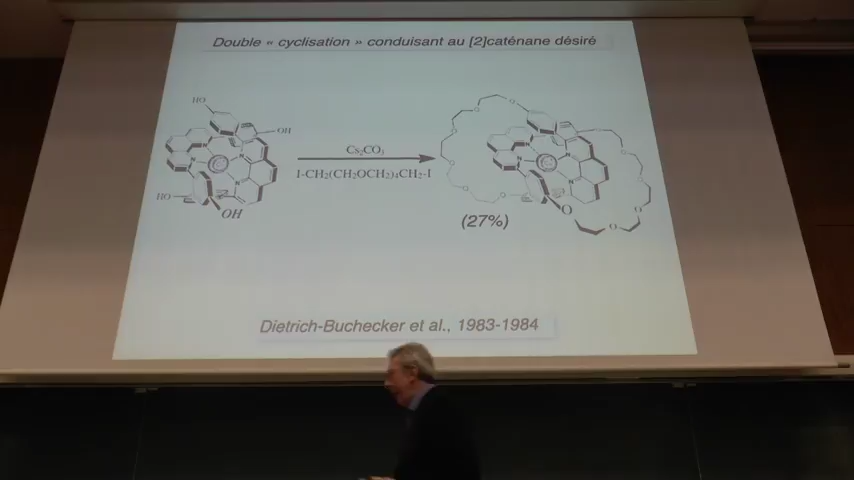 Double « cyclisation » conduisant au [2]caténane désiré
HO
OH
HO
OH
Cs₂CO₃
I-CH₂(CH₂OCH₂)₄CH₂-I
(27%)
Dietrich-Buchecker et al., 1983-1984